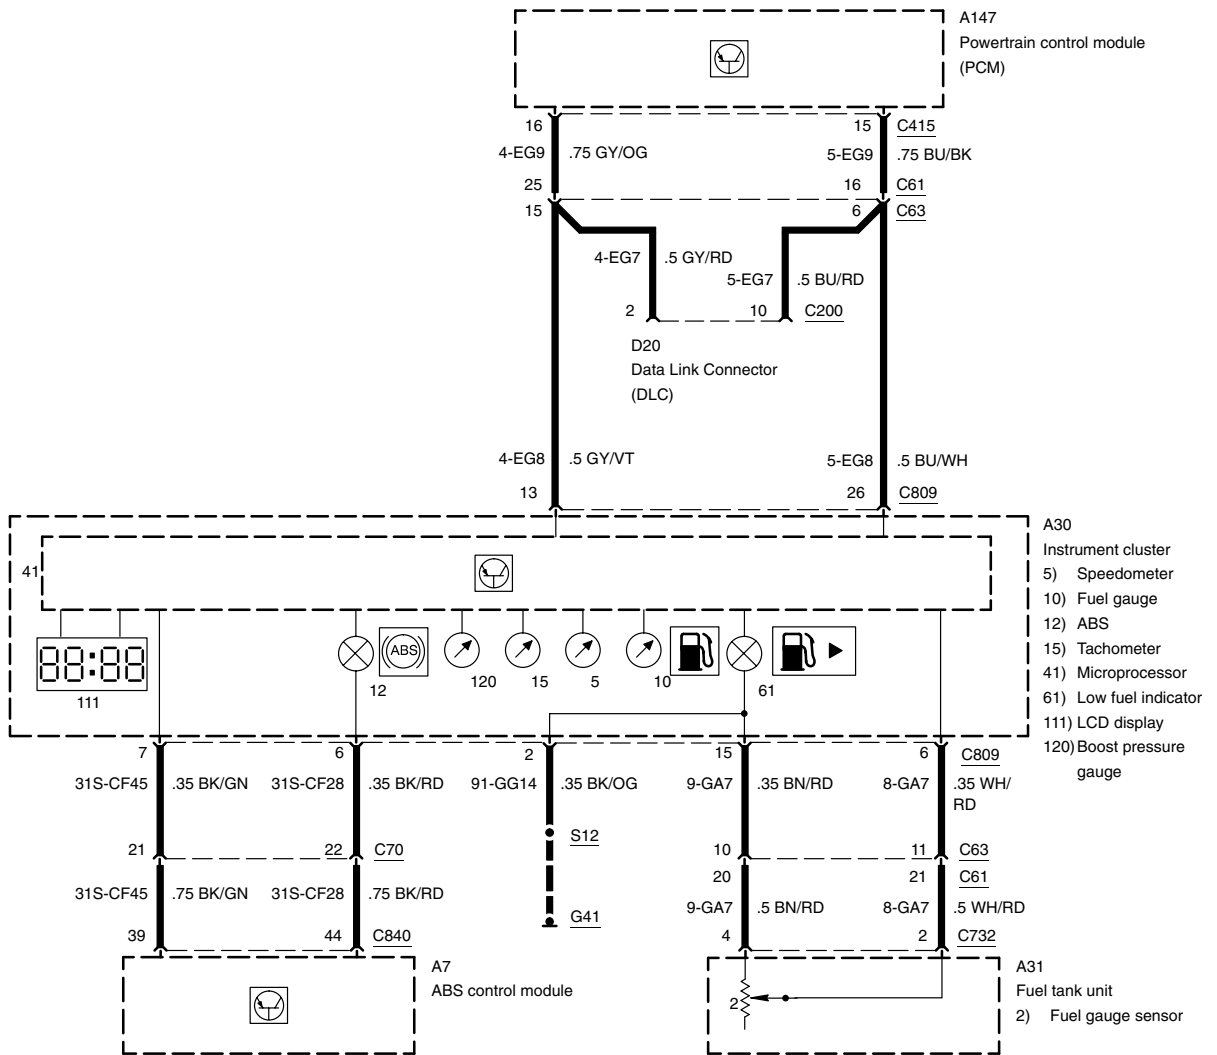 A147
Powertrain control module
(PCM)
16 15 C415
4-EG9 .75 GY/OG 5-EG9 .75 BU/BK
25 16 C61
15 6 C63
4-EG7 .5 GY/RD
5-EG7 .5 BU/RD
2 10 C200
D20
Data Link Connector
(DLC)
4-EG8 .5 GY/VT 5-EG8 .5 BU/WH
13 26 C809
A30
Instrument cluster
5) Speedometer
10) Fuel gauge
12) ABS
15) Tachometer
41) Microprocessor
61) Low fuel indicator
111) LCD display
120) Boost pressure
gauge
41
88:88
ABS
111 12 120 15 5 10 61
7 6 2 15 6 C809
31S-CF45 .35 BK/GN 31S-CF28 .35 BK/RD 91-GG14 .35 BK/OG 9-GA7 .35 BN/RD 8-GA7 .35 WH/
RD
S12
21 22 C70 10 11 C63
20 21 C61
31S-CF45 .75 BK/GN 31S-CF28 .75 BK/RD G41 9-GA7 .5 BN/RD 8-GA7 .5 WH/RD
39 44 C840 4 2 C732
A7
ABS control module
A31
Fuel tank unit
2) Fuel gauge sensor
2